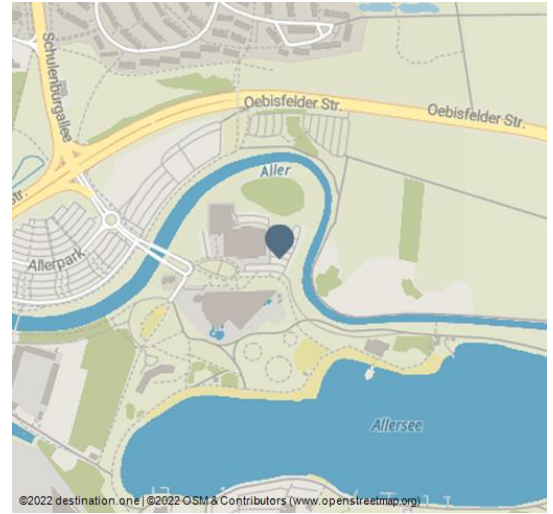 Schulenburgallee
Oebisfelder Str.
Oebisfelder Str.
Str.
Aller
Allerpark
Allersee
©2022 destination.one | ©2022 OSM & Contributors (www.openstreetmap.org)